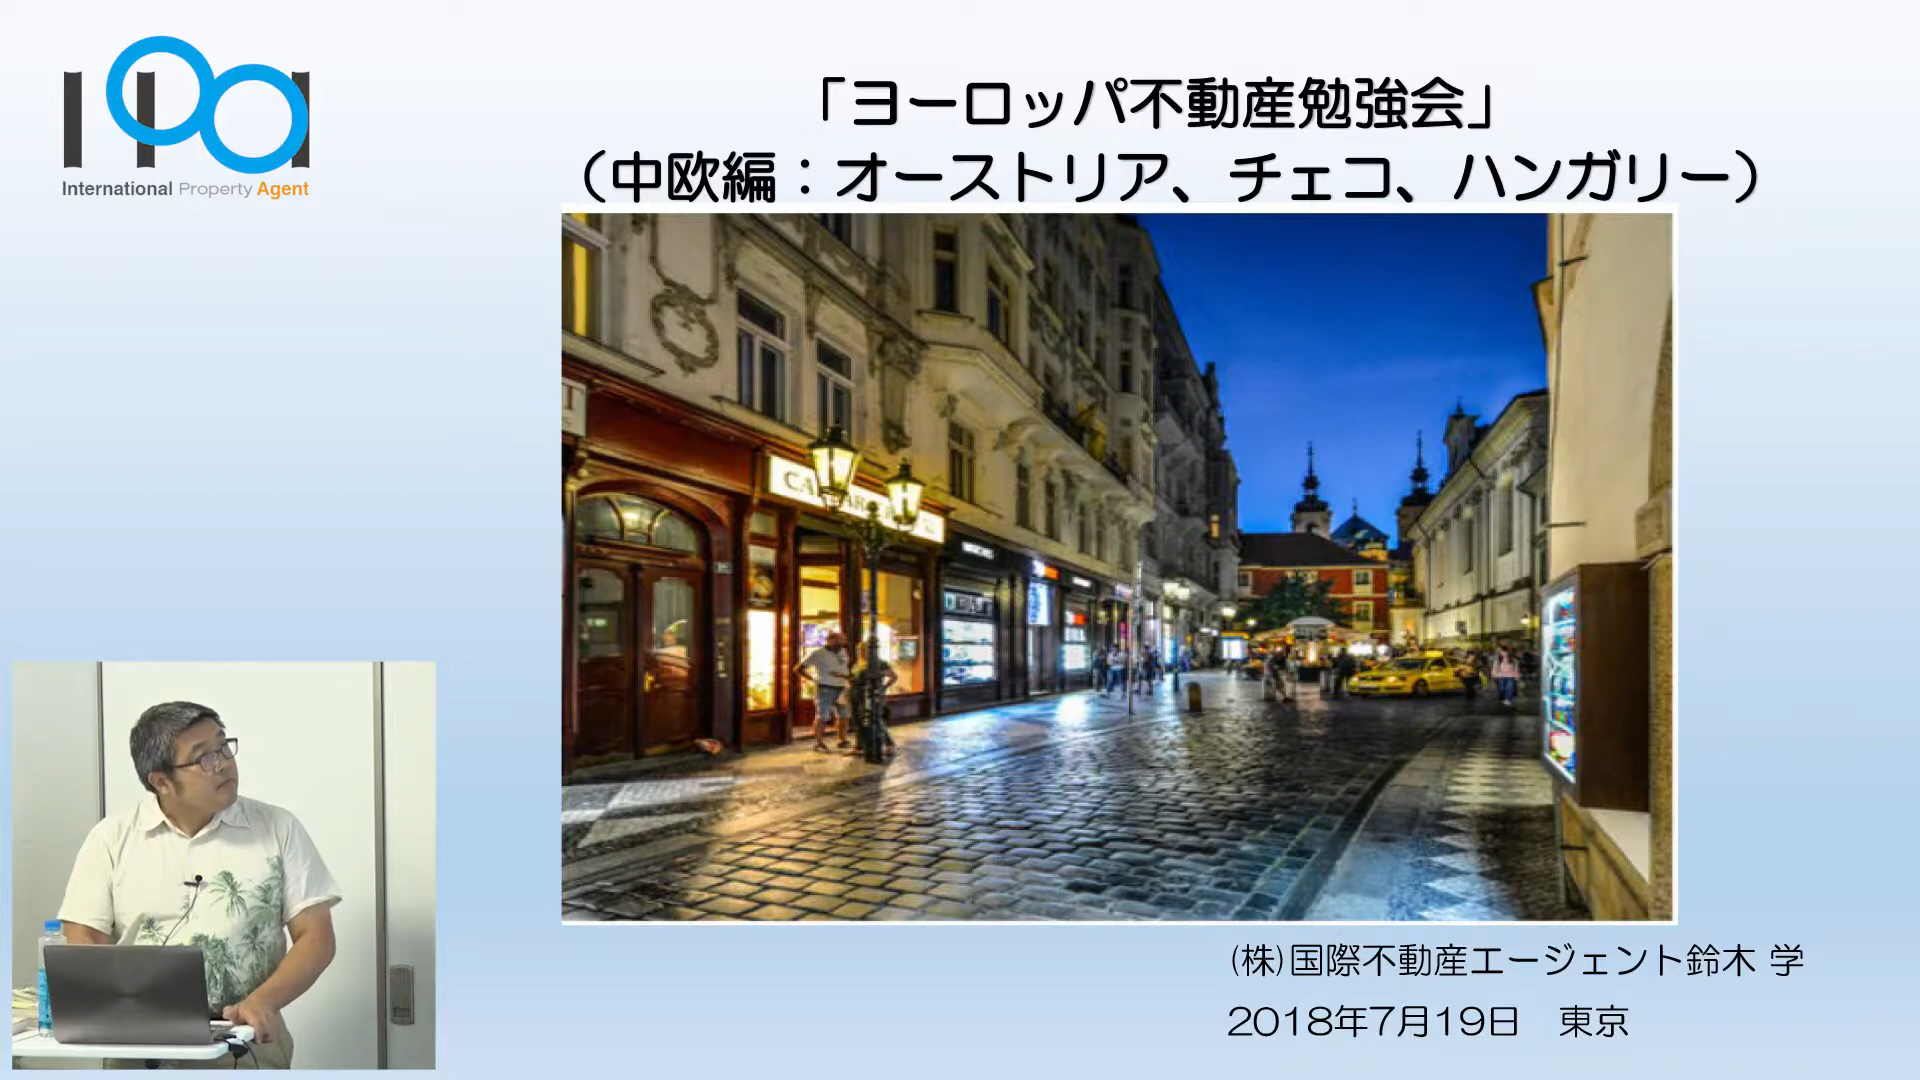 IPA
International Property Agent
「ヨーロッパ不動産勉強会」
（中欧編：オーストリア、チェコ、ハンガリー）
(株)国際不動産エージェント鈴木 学
2018年7月19日　東京